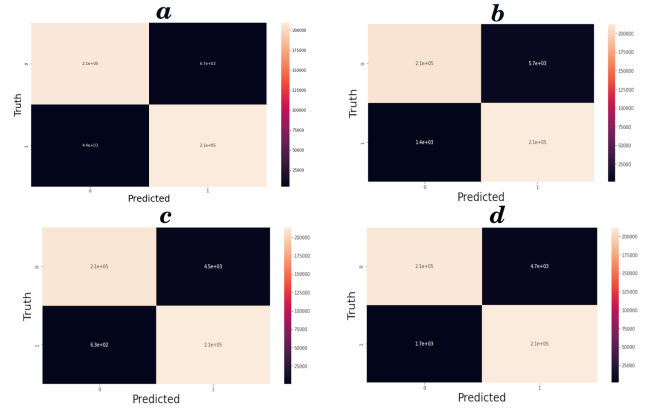 a
2.1e+05 6.7e+03
4.4e+03 2.1e+05
Truth
0
1
0 1
Predicted
200000
175000
150000
125000
100000
75000
50000
25000
b
2.1e+05 5.7e+03
1.4e+03 2.1e+05
Truth
0
1
0 1
Predicted
200000
175000
150000
125000
100000
75000
50000
25000
c
2.1e+05 4.5e+03
6.3e+02 2.1e+05
Truth
0
1
0 1
Predicted
200000
175000
150000
125000
100000
75000
50000
25000
d
2.1e+05 4.7e+03
1.7e+03 2.1e+05
Truth
0
1
0 1
Predicted
200000
175000
150000
125000
100000
75000
50000
25000